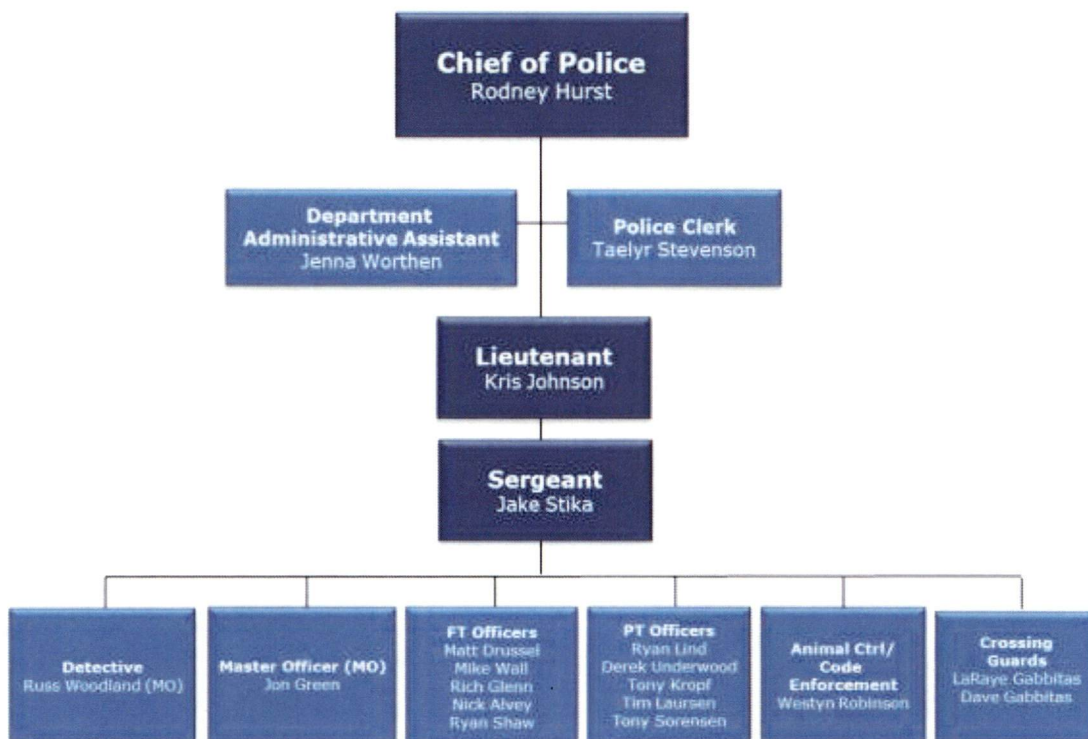 Chief of Police
Rodney Hurst
Department
Administrative Assistant
Jenna Worthen
Police Clerk
Taelyr Stevenson
Lieutenant
Kris Johnson
Sergeant
Jake Stika
Detective
Russ Woodland (MO)
Master Officer (MO)
Jon Green
FT Officers
Matt Drussel
Mike Wall
Rich Glenn
Nick Alvey
Ryan Shaw
PT Officers
Ryan Lind
Derek Underwood
Tony Kropf
Tim Laursen
Tony Sorensen
Animal Ctrl/
Code
Enforcement
Westyn Robinson
Crossing
Guards
LaRaye Gabbitas
Dave Gabbitas